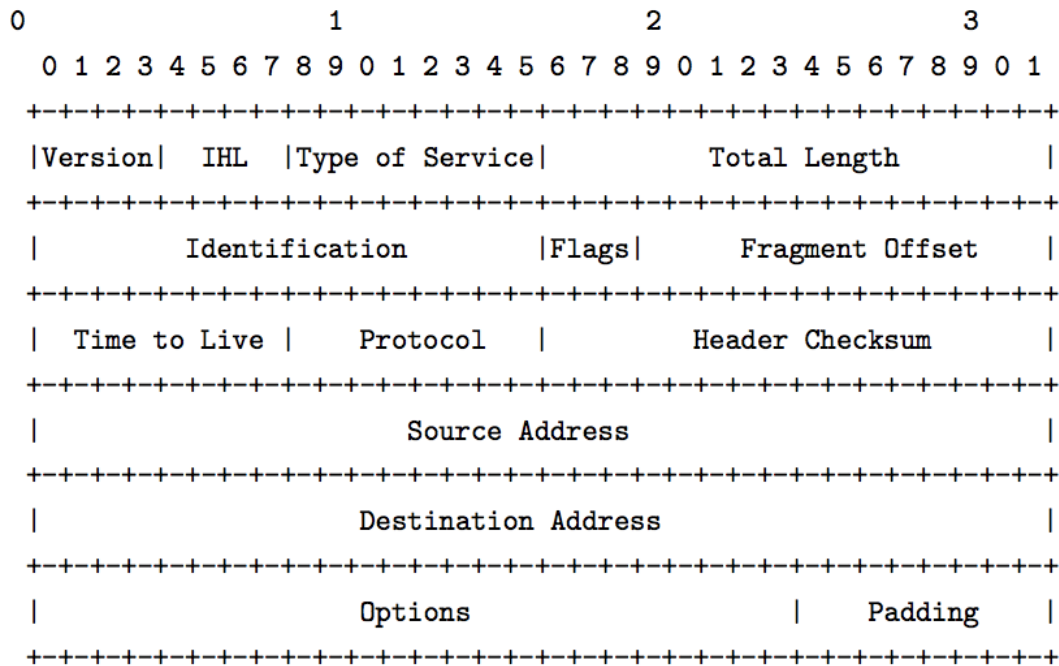 0                   1                   2                   3
  0 1 2 3 4 5 6 7 8 9 0 1 2 3 4 5 6 7 8 9 0 1 2 3 4 5 6 7 8 9 0 1
 +-+-+-+-+-+-+-+-+-+-+-+-+-+-+-+-+-+-+-+-+-+-+-+-+-+-+-+-+-+-+-+-+
 |Version|  IHL  |Type of Service|          Total Length         |
 +-+-+-+-+-+-+-+-+-+-+-+-+-+-+-+-+-+-+-+-+-+-+-+-+-+-+-+-+-+-+-+-+
 |         Identification        |Flags|      Fragment Offset    |
 +-+-+-+-+-+-+-+-+-+-+-+-+-+-+-+-+-+-+-+-+-+-+-+-+-+-+-+-+-+-+-+-+
 |  Time to Live |    Protocol   |         Header Checksum       |
 +-+-+-+-+-+-+-+-+-+-+-+-+-+-+-+-+-+-+-+-+-+-+-+-+-+-+-+-+-+-+-+-+
 |                       Source Address                          |
 +-+-+-+-+-+-+-+-+-+-+-+-+-+-+-+-+-+-+-+-+-+-+-+-+-+-+-+-+-+-+-+-+
 |                    Destination Address                        |
 +-+-+-+-+-+-+-+-+-+-+-+-+-+-+-+-+-+-+-+-+-+-+-+-+-+-+-+-+-+-+-+-+
 |                    Options                    |    Padding    |
 +-+-+-+-+-+-+-+-+-+-+-+-+-+-+-+-+-+-+-+-+-+-+-+-+-+-+-+-+-+-+-+-+